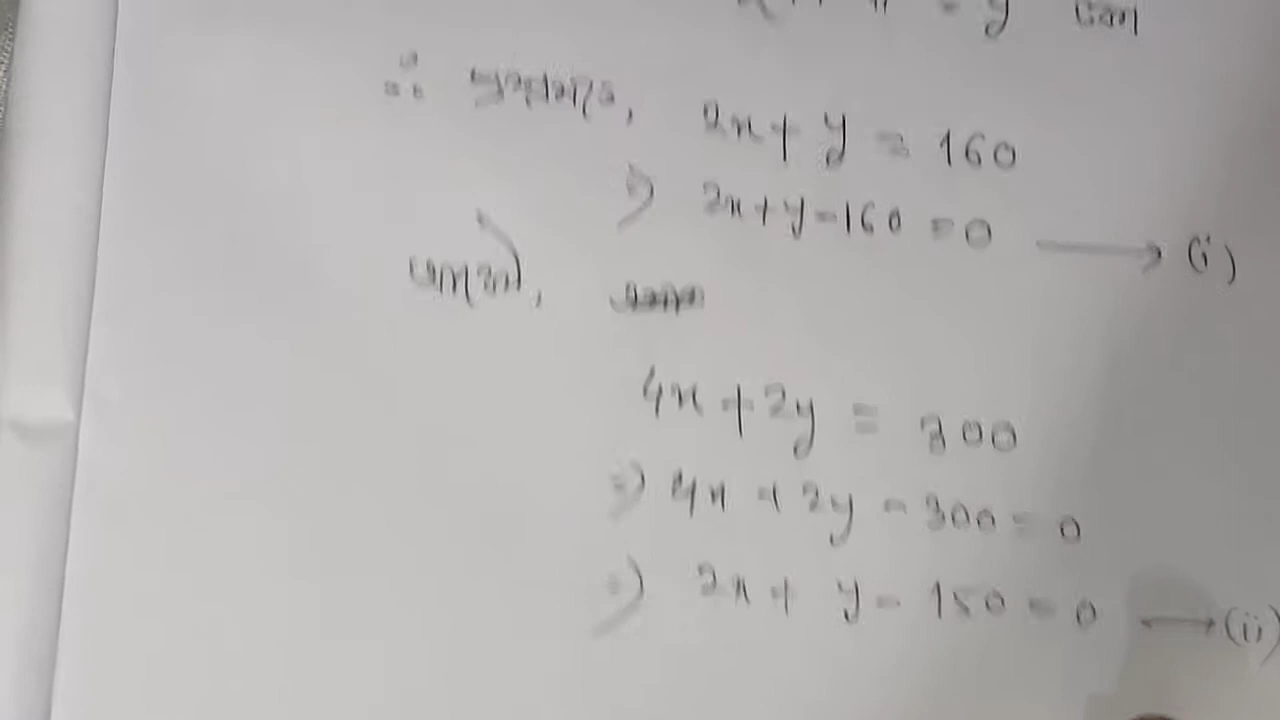 = y
∴ 2x + y = 160
⇒ 2x + y - 160 = 0 ⟶ (i)
4x + 2y = 300
⇒ 4x + 2y - 300 = 0
⇒ 2x + y - 150 = 0 ⟶ (ii)